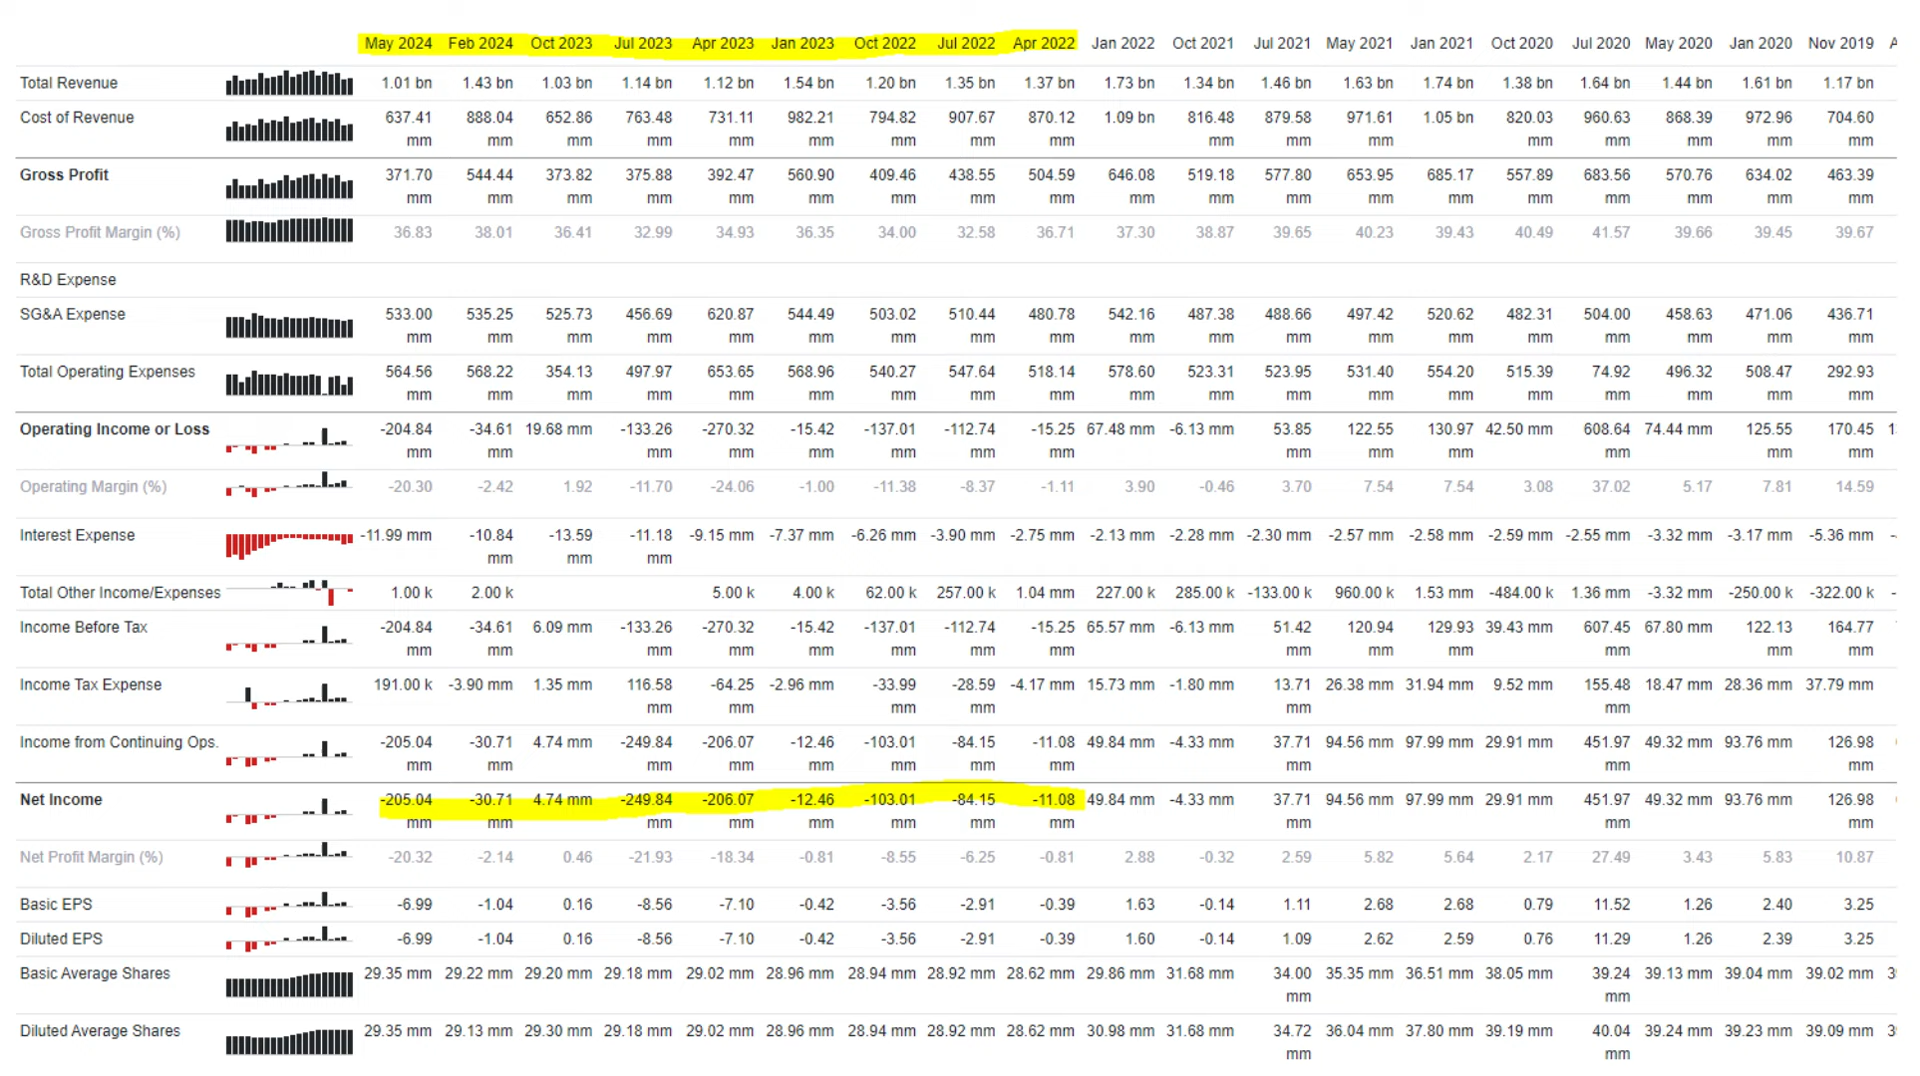 May 2024 Feb 2024 Oct 2023 Jul 2023 Apr 2023 Jan 2023 Oct 2022 Jul 2022 Apr 2022 Jan 2022 Oct 2021 Jul 2021 May 2021 Jan 2021 Oct 2020 Jul 2020 May 2020 Jan 2020 Nov 2019 A
Total Revenue 1.01 bn 1.43 bn 1.03 bn 1.14 bn 1.12 bn 1.54 bn 1.20 bn 1.35 bn 1.37 bn 1.73 bn 1.34 bn 1.46 bn 1.63 bn 1.74 bn 1.38 bn 1.64 bn 1.44 bn 1.61 bn 1.17 bn
Cost of Revenue 637.41 888.04 652.86 763.48 731.11 982.21 794.82 907.67 870.12 1.09 bn 816.48 879.58 971.61 1.05 bn 820.03 960.63 868.39 972.96 704.60
mm mm mm mm mm mm mm mm mm mm mm mm mm mm mm mm mm
Gross Profit 371.70 544.44 373.82 375.88 392.47 560.90 409.46 438.55 504.59 646.08 519.18 577.80 653.95 685.17 557.89 683.56 570.76 634.02 463.39
mm mm mm mm mm mm mm mm mm mm mm mm mm mm mm mm mm mm mm
Gross Profit Margin (%) 36.83 38.01 36.41 32.99 34.93 36.35 34.00 32.58 36.71 37.30 38.87 39.65 40.23 39.43 40.49 41.57 39.66 39.45 39.67
R&D Expense
SG&A Expense 533.00 535.25 525.73 456.69 620.87 544.49 503.02 510.44 480.78 542.16 487.38 488.66 497.42 520.62 482.31 504.00 458.63 471.06 436.71
mm mm mm mm mm mm mm mm mm mm mm mm mm mm mm mm mm mm mm
Total Operating Expenses 564.56 568.22 354.13 497.97 653.65 568.96 540.27 547.64 518.14 578.60 523.31 523.95 531.40 554.20 515.39 74.92 496.32 508.47 292.93
mm mm mm mm mm mm mm mm mm mm mm mm mm mm mm mm mm mm mm
Operating Income or Loss -204.84 -34.61 19.68 mm -133.26 -270.32 -15.42 -137.01 -112.74 -15.25 67.48 mm -6.13 mm 53.85 122.55 130.97 42.50 mm 608.64 74.44 mm 125.55 170.45 1
mm mm mm mm mm mm mm mm mm mm mm mm mm mm
Operating Margin (%) -20.30 -2.42 1.92 -11.70 -24.06 -1.00 -11.38 -8.37 -1.11 3.90 -0.46 3.70 7.54 7.54 3.08 37.02 5.17 7.81 14.59
Interest Expense -11.99 mm -10.84 -13.59 -11.18 -9.15 mm -7.37 mm -6.26 mm -3.90 mm -2.75 mm -2.13 mm -2.28 mm -2.30 mm -2.57 mm -2.58 mm -2.59 mm -2.55 mm -3.32 mm -3.17 mm -5.36 mm -
mm mm mm
Total Other Income/Expenses 1.00 k 2.00 k 5.00 k 4.00 k 62.00 k 257.00 k 1.04 mm 227.00 k 285.00 k -133.00 k 960.00 k 1.53 mm -484.00 k 1.36 mm -3.32 mm -250.00 k -322.00 k -
Income Before Tax -204.84 -34.61 6.09 mm -133.26 -270.32 -15.42 -137.01 -112.74 -15.25 65.57 mm -6.13 mm 51.42 120.94 129.93 39.43 mm 607.45 67.80 mm 122.13 164.77
mm mm mm mm mm mm mm mm mm mm mm mm mm mm
Income Tax Expense 191.00 k -3.90 mm 1.35 mm 116.58 -64.25 -2.96 mm -33.99 -28.59 -4.17 mm 15.73 mm -1.80 mm 13.71 26.38 mm 31.94 mm 9.52 mm 155.48 18.47 mm 28.36 mm 37.79 mm
mm mm mm mm mm mm
Income from Continuing Ops. -205.04 -30.71 4.74 mm -249.84 -206.07 -12.46 -103.01 -84.15 -11.08 49.84 mm -4.33 mm 37.71 94.56 mm 97.99 mm 29.91 mm 451.97 49.32 mm 93.76 mm 126.98
mm mm mm mm mm mm mm mm mm mm mm
Net Income -205.04 -30.71 4.74 mm -249.84 -206.07 -12.46 -103.01 -84.15 -11.08 49.84 mm -4.33 mm 37.71 94.56 mm 97.99 mm 29.91 mm 451.97 49.32 mm 93.76 mm 126.98
mm mm mm mm mm mm mm mm mm mm mm
Net Profit Margin (%) -20.32 -2.14 0.46 -21.93 -18.34 -0.81 -8.55 -6.25 -0.81 2.88 -0.32 2.59 5.82 5.64 2.17 27.49 3.43 5.83 10.87
Basic EPS -6.99 -1.04 0.16 -8.56 -7.10 -0.42 -3.56 -2.91 -0.39 1.63 -0.14 1.11 2.68 2.68 0.79 11.52 1.26 2.40 3.25
Diluted EPS -6.99 -1.04 0.16 -8.56 -7.10 -0.42 -3.56 -2.91 -0.39 1.60 -0.14 1.09 2.62 2.59 0.76 11.29 1.26 2.39 3.25
Basic Average Shares 29.35 mm 29.22 mm 29.20 mm 29.18 mm 29.02 mm 28.96 mm 28.94 mm 28.92 mm 28.62 mm 29.86 mm 31.68 mm 34.00 35.35 mm 36.51 mm 38.05 mm 39.24 39.13 mm 39.04 mm 39.02 mm 3
mm mm
Diluted Average Shares 29.35 mm 29.13 mm 29.30 mm 29.18 mm 29.02 mm 28.96 mm 28.94 mm 28.92 mm 28.62 mm 30.98 mm 31.68 mm 34.72 36.04 mm 37.80 mm 39.19 mm 40.04 39.24 mm 39.23 mm 39.09 mm 3
mm mm